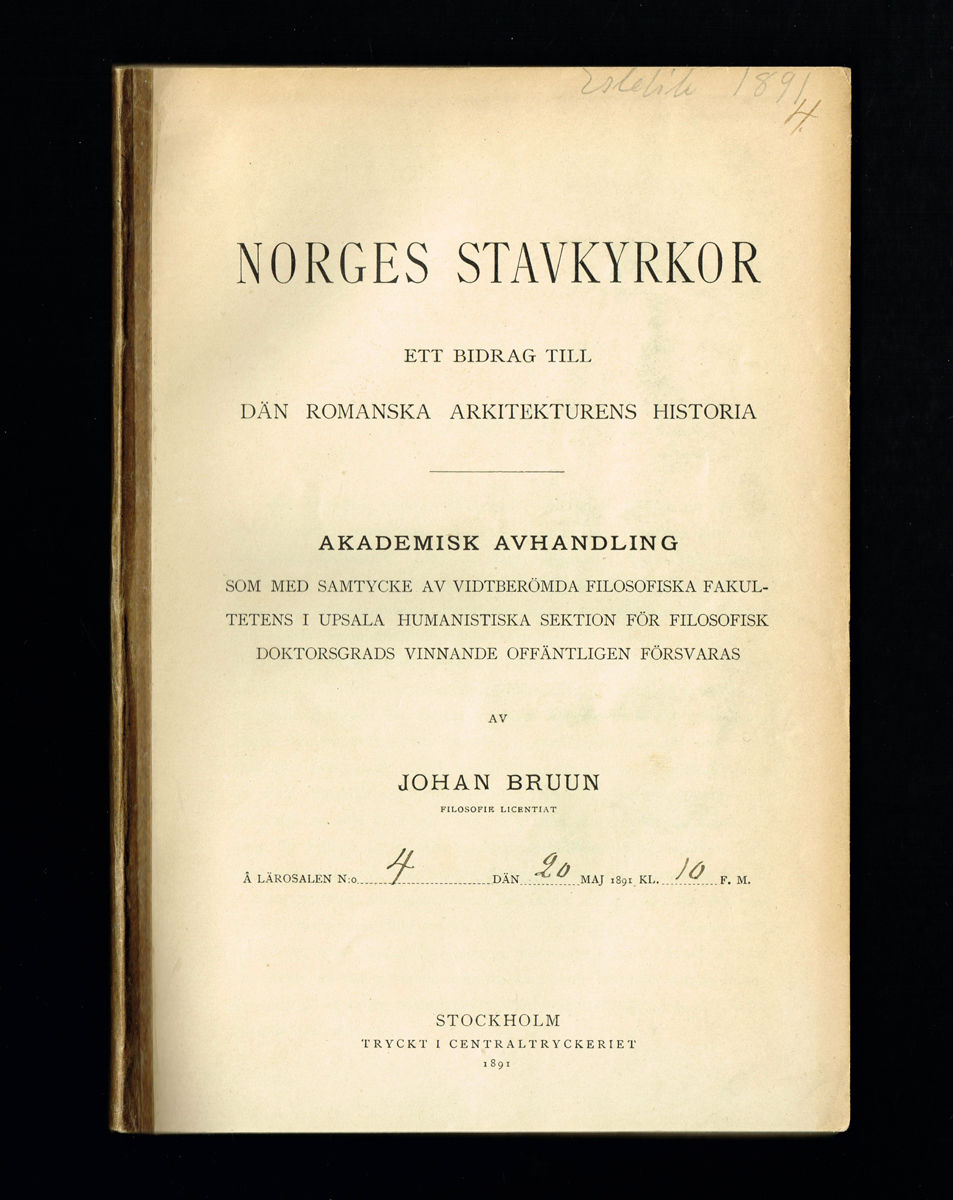 Estetik 1891
4.
NORGES STAVKYRKOR
ETT BIDRAG TILL
DÄN ROMANSKA ARKITEKTURENS HISTORIA
AKADEMISK AVHANDLING
SOM MED SAMTYCKE AV VIDTBERÖMDA FILOSOFISKA FAKUL-
TETENS I UPSALA HUMANISTISKA SEKTION FÖR FILOSOFISK
DOKTORSGRADS VINNANDE OFFÄNTLIGEN FÖRSVARAS
AV
JOHAN BRUUN
FILOSOFIE LICENTIAT
Å LÄROSALEN N:o 4 DÄN 20 MAJ 1891 KL. 10 F. M.
STOCKHOLM
TRYCKT I CENTRALTRYCKERIET
1891